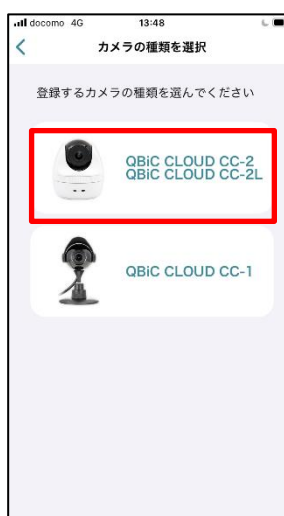 docomo 4G 13:48
カメラの種類を選択
登録するカメラの種類を選んでください
QBiC CLOUD CC-2
QBiC CLOUD CC-2L
QBiC CLOUD CC-1